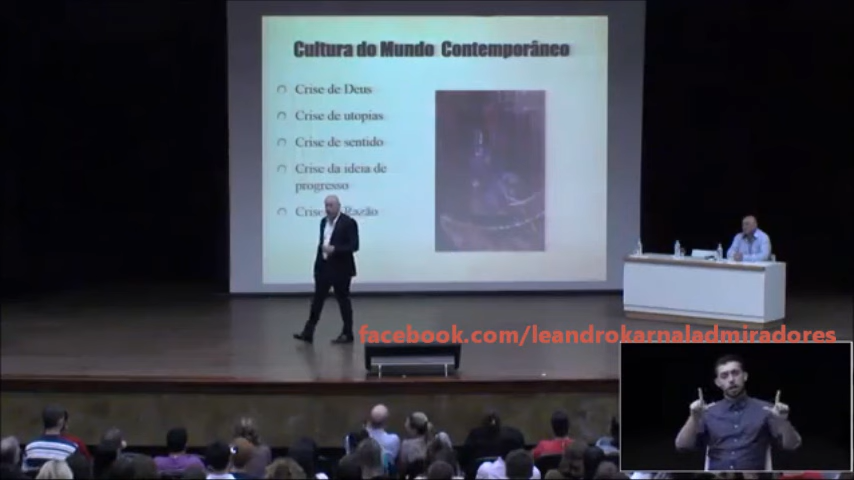 Cultura do Mundo Contemporâneo
Crise de Deus
Crise de utopias
Crise de sentido
Crise da ideia de
progresso
Crise Razão
facebook.com/leandrokarnaladmiradores